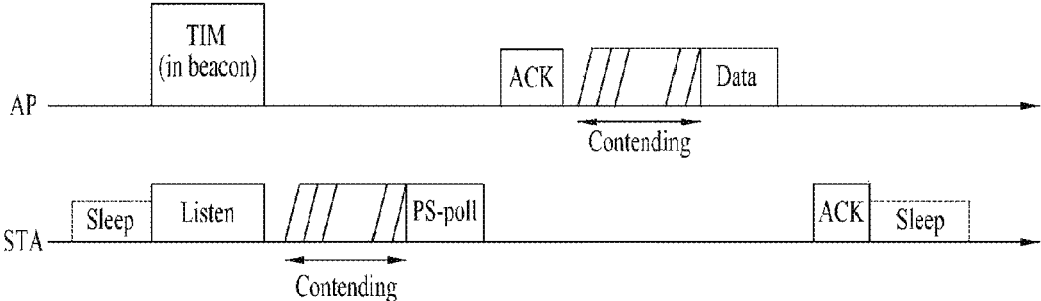 TIM
(in beacon)
ACK
Data
AP
Contending
Sleep
Listen
PS-poll
ACK
Sleep
STA
Contending